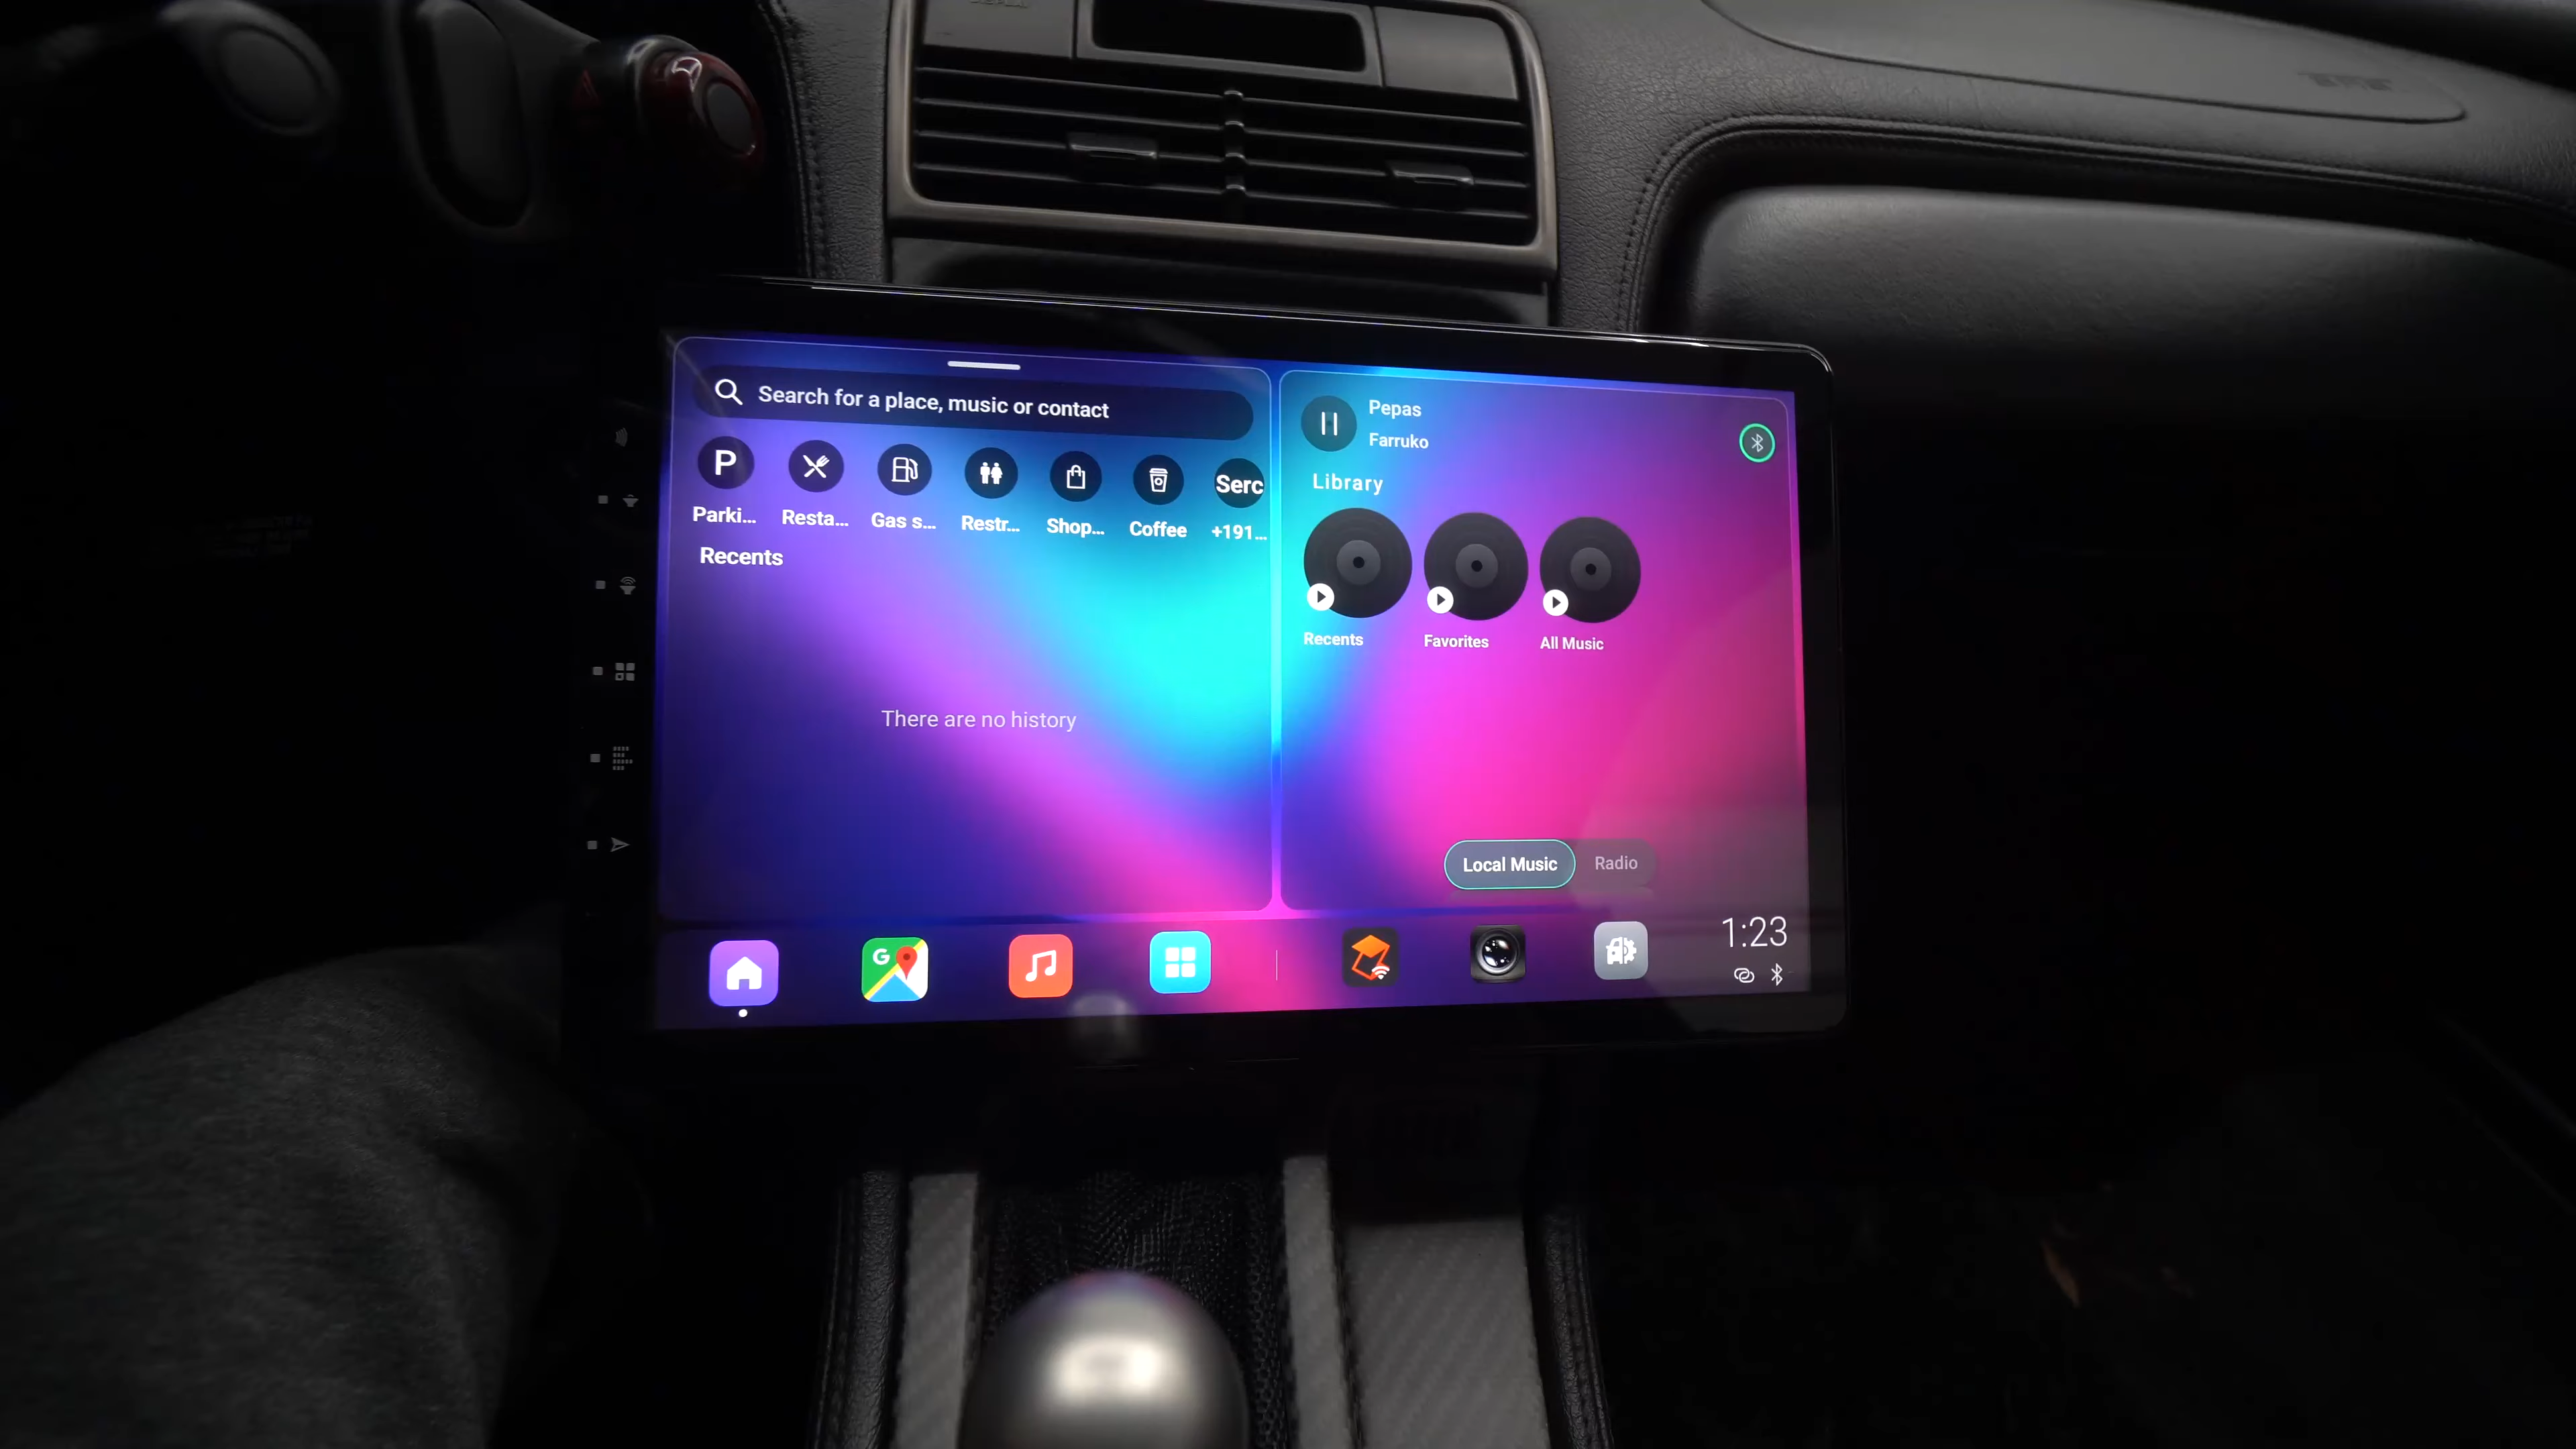 Search for a place, music or contact
P
Serc
Parki...
Resta...
Gas s...
Restr...
Shop...
Coffee
+191...
Recents
There are no history
Pepas
Farruko
Library
Recents
Favorites
All Music
Local Music
Radio
G
1:23